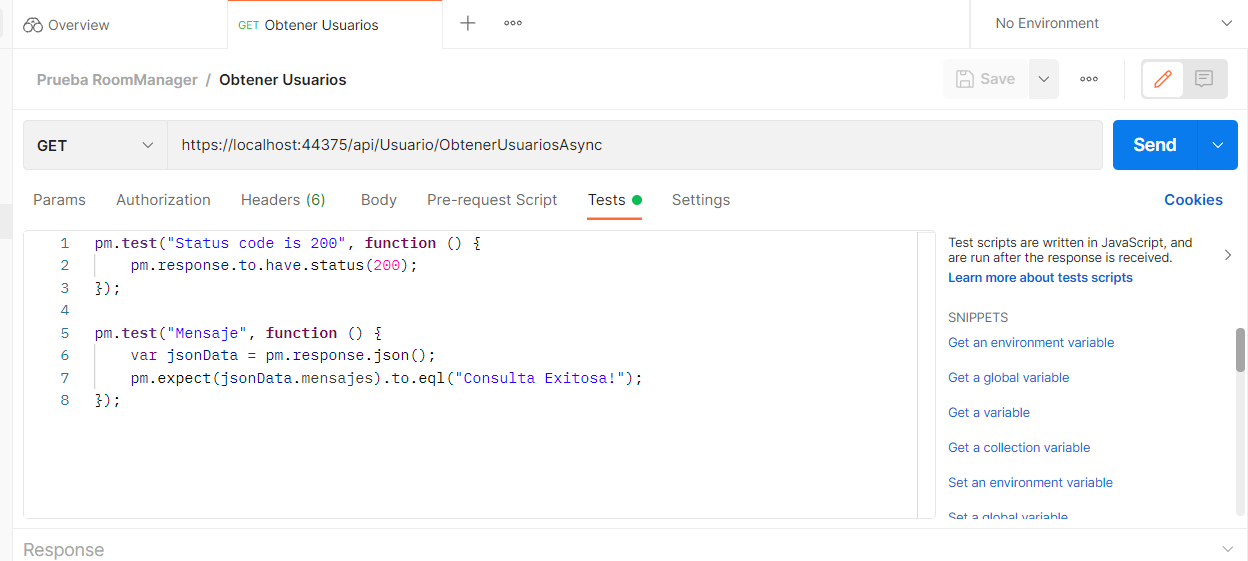 Overview
GET Obtener Usuarios
No Environment
Prueba RoomManager / Obtener Usuarios
Save
GET
https://localhost:44375/api/Usuario/ObtenerUsuariosAsync
Send
Params
Authorization
Headers (6)
Body
Pre-request Script
Tests
Settings
Cookies
1 pm.test("Status code is 200", function () {
2 pm.response.to.have.status(200);
3 });
4
5 pm.test("Mensaje", function () {
6 var jsonData = pm.response.json();
7 pm.expect(jsonData.mensajes).to.eql("Consulta Exitosa!");
8 });
Test scripts are written in JavaScript, and
are run after the response is received.
Learn more about tests scripts
SNIPPETS
Get an environment variable
Get a global variable
Get a variable
Get a collection variable
Set an environment variable
Set a global variable
Response